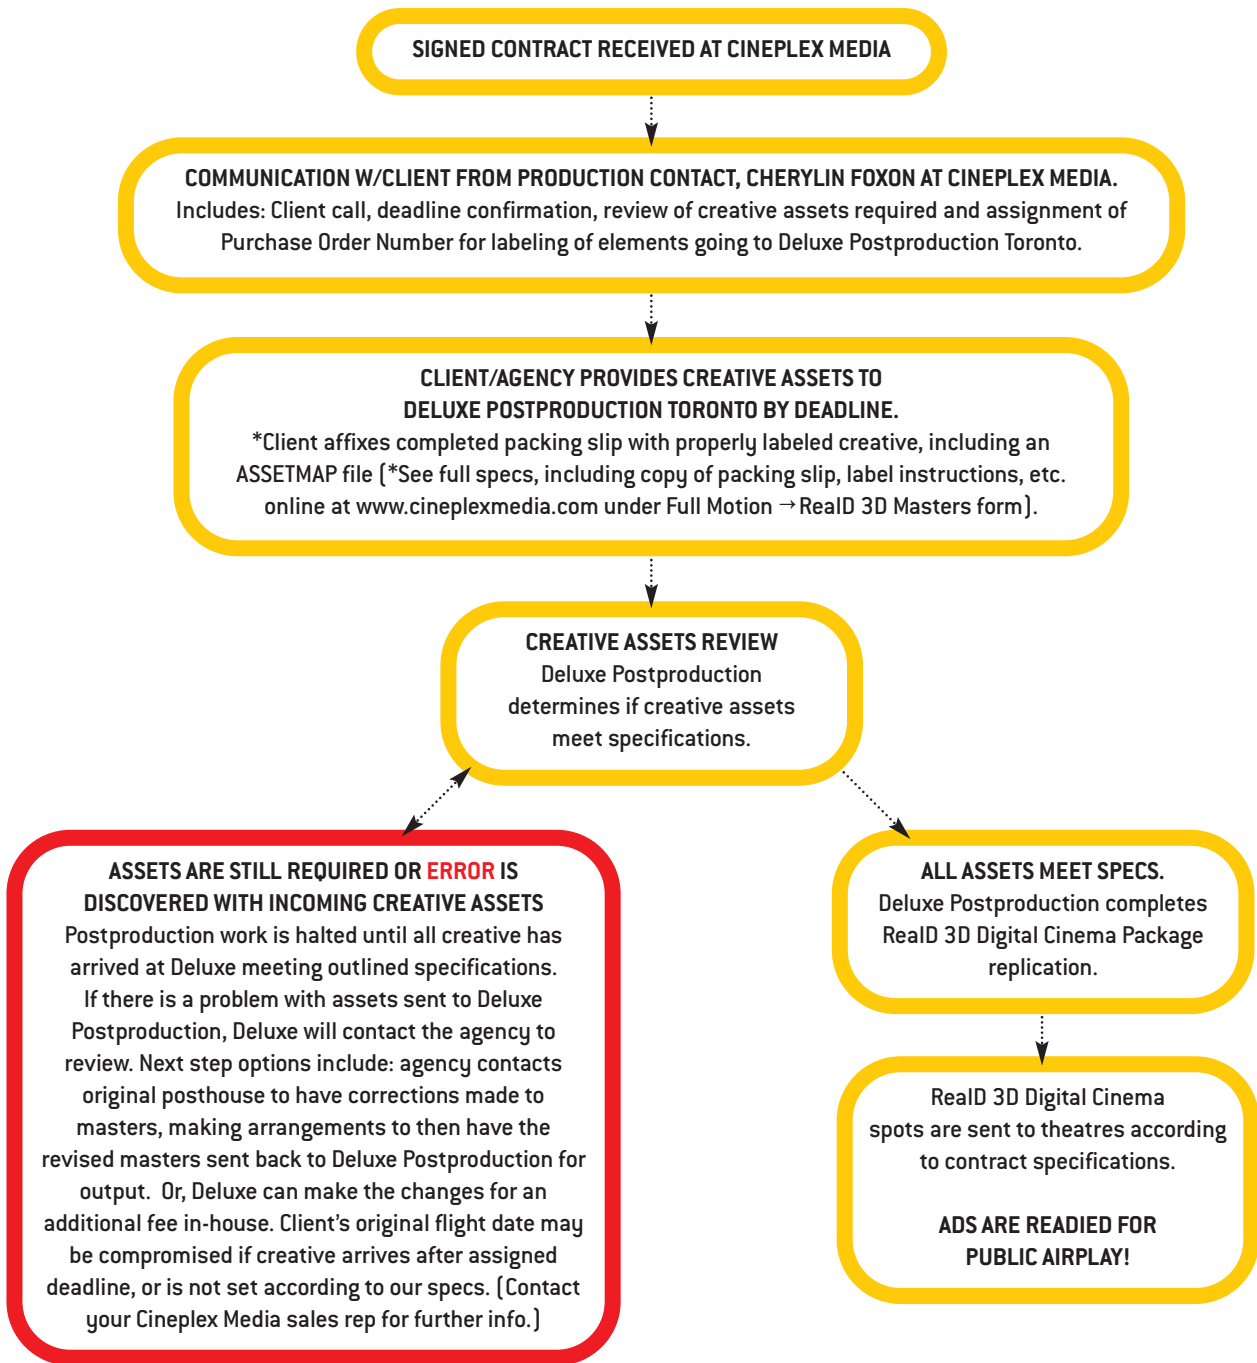 SIGNED CONTRACT RECEIVED AT CINEPLEX MEDIA
COMMUNICATION W/CLIENT FROM PRODUCTION CONTACT, CHERYLIN FOXON AT CINEPLEX MEDIA.
Includes: Client call, deadline confirmation, review of creative assets required and assignment of
Purchase Order Number for labeling of elements going to Deluxe Postproduction Toronto.
CLIENT/AGENCY PROVIDES CREATIVE ASSETS TO
DELUXE POSTPRODUCTION TORONTO BY DEADLINE.
*Client affixes completed packing slip with properly labeled creative, including an
ASSETMAP file (*See full specs, including copy of packing slip, label instructions, etc.
online at www.cineplexmedia.com under Full Motion → RealD 3D Masters form).
CREATIVE ASSETS REVIEW
Deluxe Postproduction
determines if creative assets
meet specifications.
ASSETS ARE STILL REQUIRED OR ERROR IS
DISCOVERED WITH INCOMING CREATIVE ASSETS
Postproduction work is halted until all creative has
arrived at Deluxe meeting outlined specifications.
If there is a problem with assets sent to Deluxe
Postproduction, Deluxe will contact the agency to
review. Next step options include: agency contacts
original posthouse to have corrections made to
masters, making arrangements to then have the
revised masters sent back to Deluxe Postproduction for
output. Or, Deluxe can make the changes for an
additional fee in-house. Client's original flight date may
be compromised if creative arrives after assigned
deadline, or is not set according to our specs. (Contact
your Cineplex Media sales rep for further info.)
ALL ASSETS MEET SPECS.
Deluxe Postproduction completes
RealD 3D Digital Cinema Package
replication.
RealD 3D Digital Cinema
spots are sent to theatres according
to contract specifications.
ADS ARE READIED FOR
PUBLIC AIRPLAY!